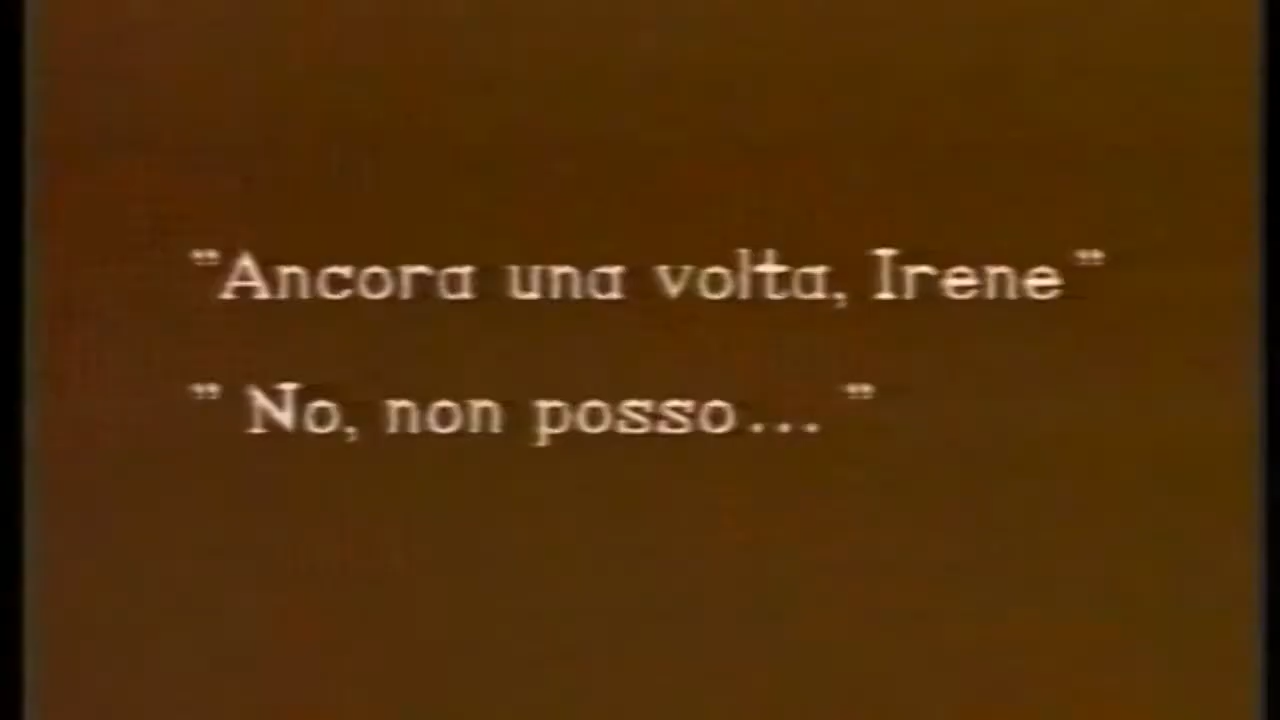 "Ancora una volta, Irene"
" No, non posso... "